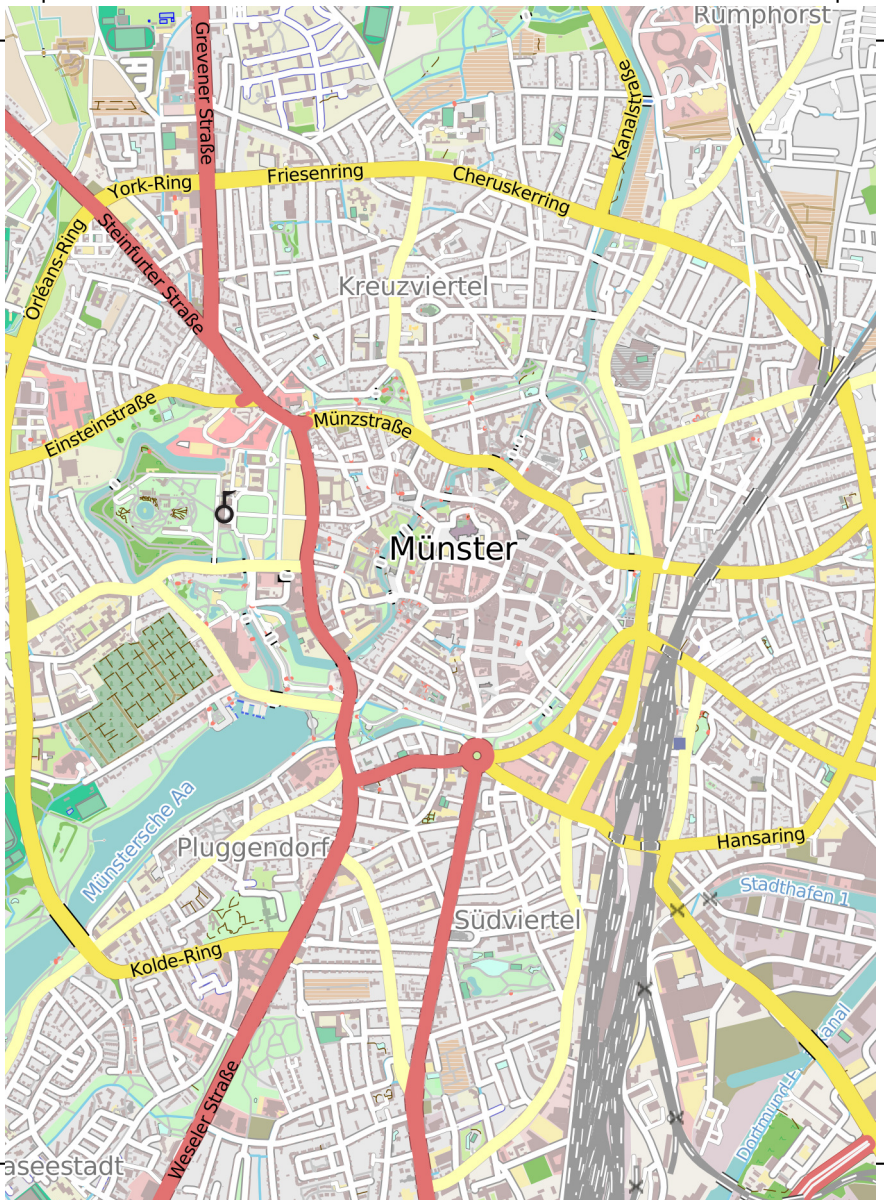 Rumphorst
Grevener Straße
Kanalstraße
York-Ring
Friesenring
Cheruskerring
Orléans-Ring
Steinfurter Straße
Kreuzviertel
Einsteinstraße
Münzstraße
Münster
Münstersche Aa
Pluggendorf
Hansaring
Stadthafen 1
Südviertel
Kolde-Ring
Weseler Straße
aseestadt